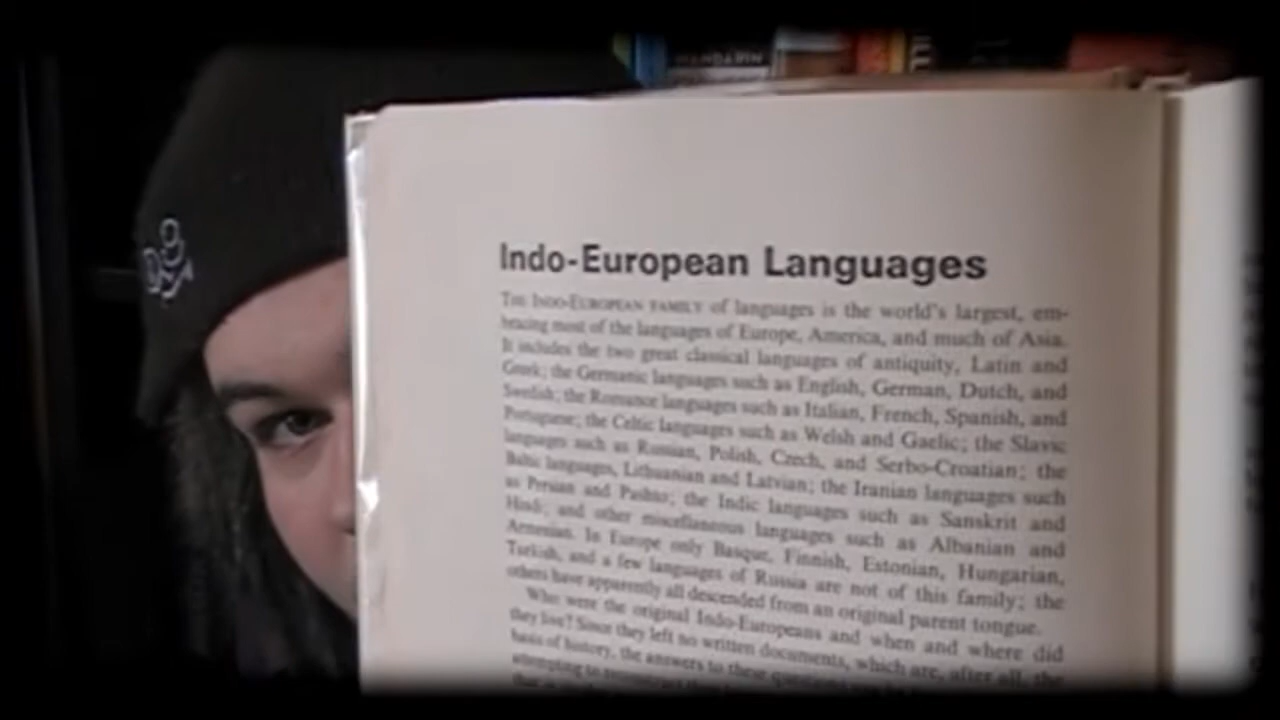 Indo-European Languages
THE INDO-EUROPEAN FAMILY of languages is the world's largest, em-
bracing most of the languages of Europe, America, and much of Asia.
It includes the two great classical languages of antiquity, Latin and
Greek; the Germanic languages such as English, German, Dutch, and
Swedish; the Romance languages such as Italian, French, Spanish, and
Portuguese; the Celtic languages such as Welsh and Gaelic; the Slavic
languages such as Russian, Polish, Czech, and Serbo-Croatian; the
Baltic languages, Lithuanian and Latvian; the Iranian languages such
as Persian and Pashto; the Indic languages such as Sanskrit and
Hindi; and other miscellaneous languages such as Albanian and
Armenian. In Europe only Basque, Finnish, Estonian, Hungarian,
Turkish, and a few languages of Russia are not of this family; the
others have apparently all descended from an original parent tongue.
Who were the original Indo-Europeans and when and where did
they live? Since they left no written documents, which are, after all, the
basis of history, the answers to these questions
attempting to reconstruct